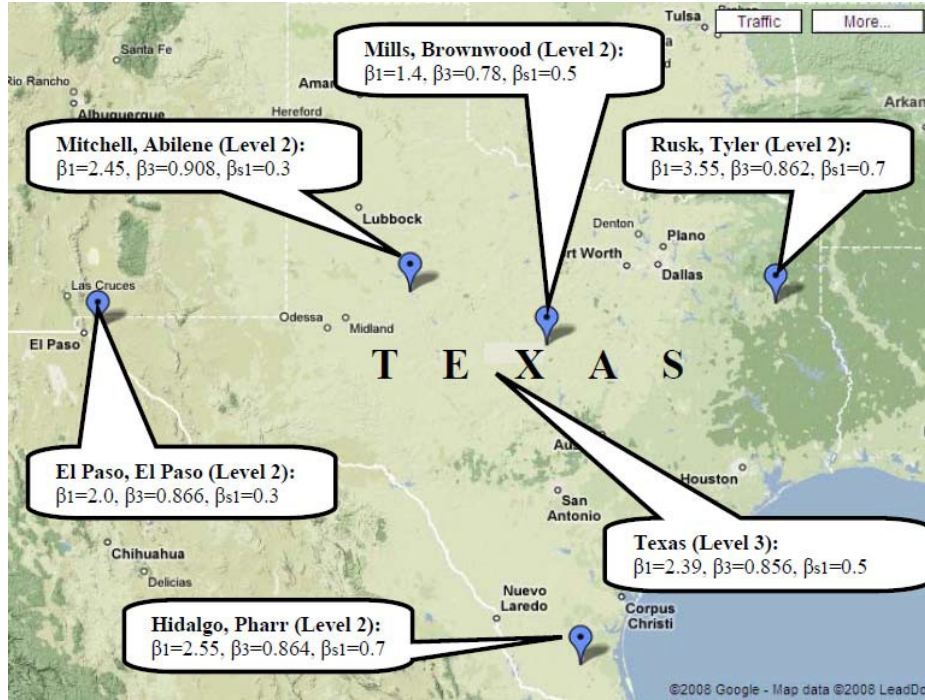 Tulsa
Traffic
More...
Santa Fe
Mills, Brownwood (Level 2):
β1=1.4, β3=0.78, βs1=0.5
Rio Rancho
Albuquerque
Hereford
Mitchell, Abilene (Level 2):
β1=2.45, β3=0.908, βs1=0.3
Rusk, Tyler (Level 2):
β1=3.55, β3=0.862, βs1=0.7
Lubbock
Denton
Plano
Dallas
Las Cruces
Odessa
Midland
El Paso
T E X A S
El Paso, El Paso (Level 2):
β1=2.0, β3=0.866, βs1=0.3
Houston
San
Antonio
Texas (Level 3):
β1=2.39, β3=0.856, βs1=0.5
Chihuahua
Delicias
Nuevo
Laredo
Corpus
Christi
Hidalgo, Pharr (Level 2):
β1=2.55, β3=0.864, βs1=0.7
©2008 Google - Map data ©2008 LeadDo